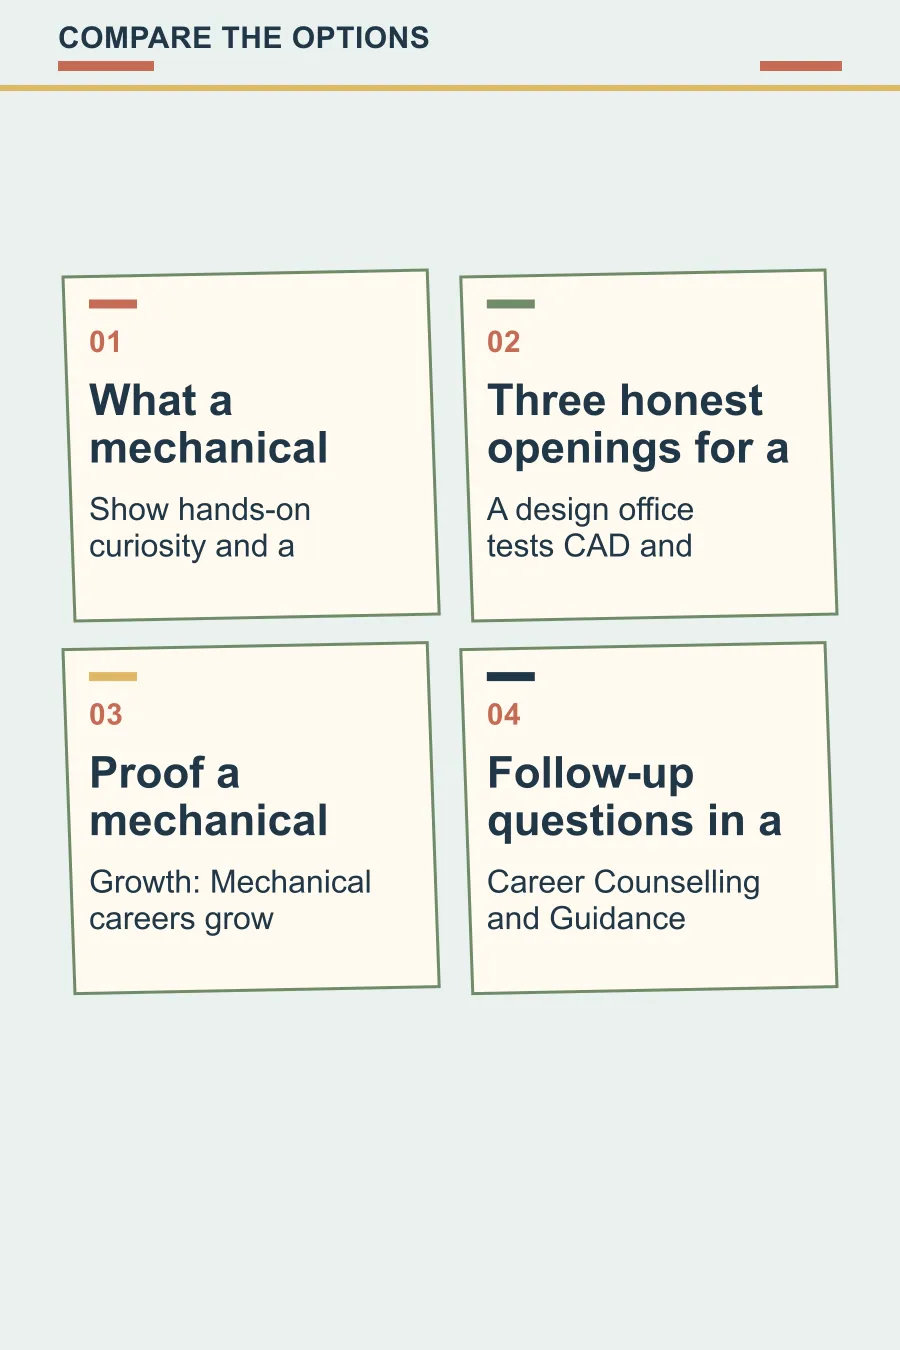 COMPARE THE OPTIONS
01
What a
mechanical
Show hands-on
curiosity and a
02
Three honest
openings for a
A design office
tests CAD and
03
Proof a
mechanical
Growth: Mechanical
careers grow
04
Follow-up
questions in a
Career Counselling
and Guidance